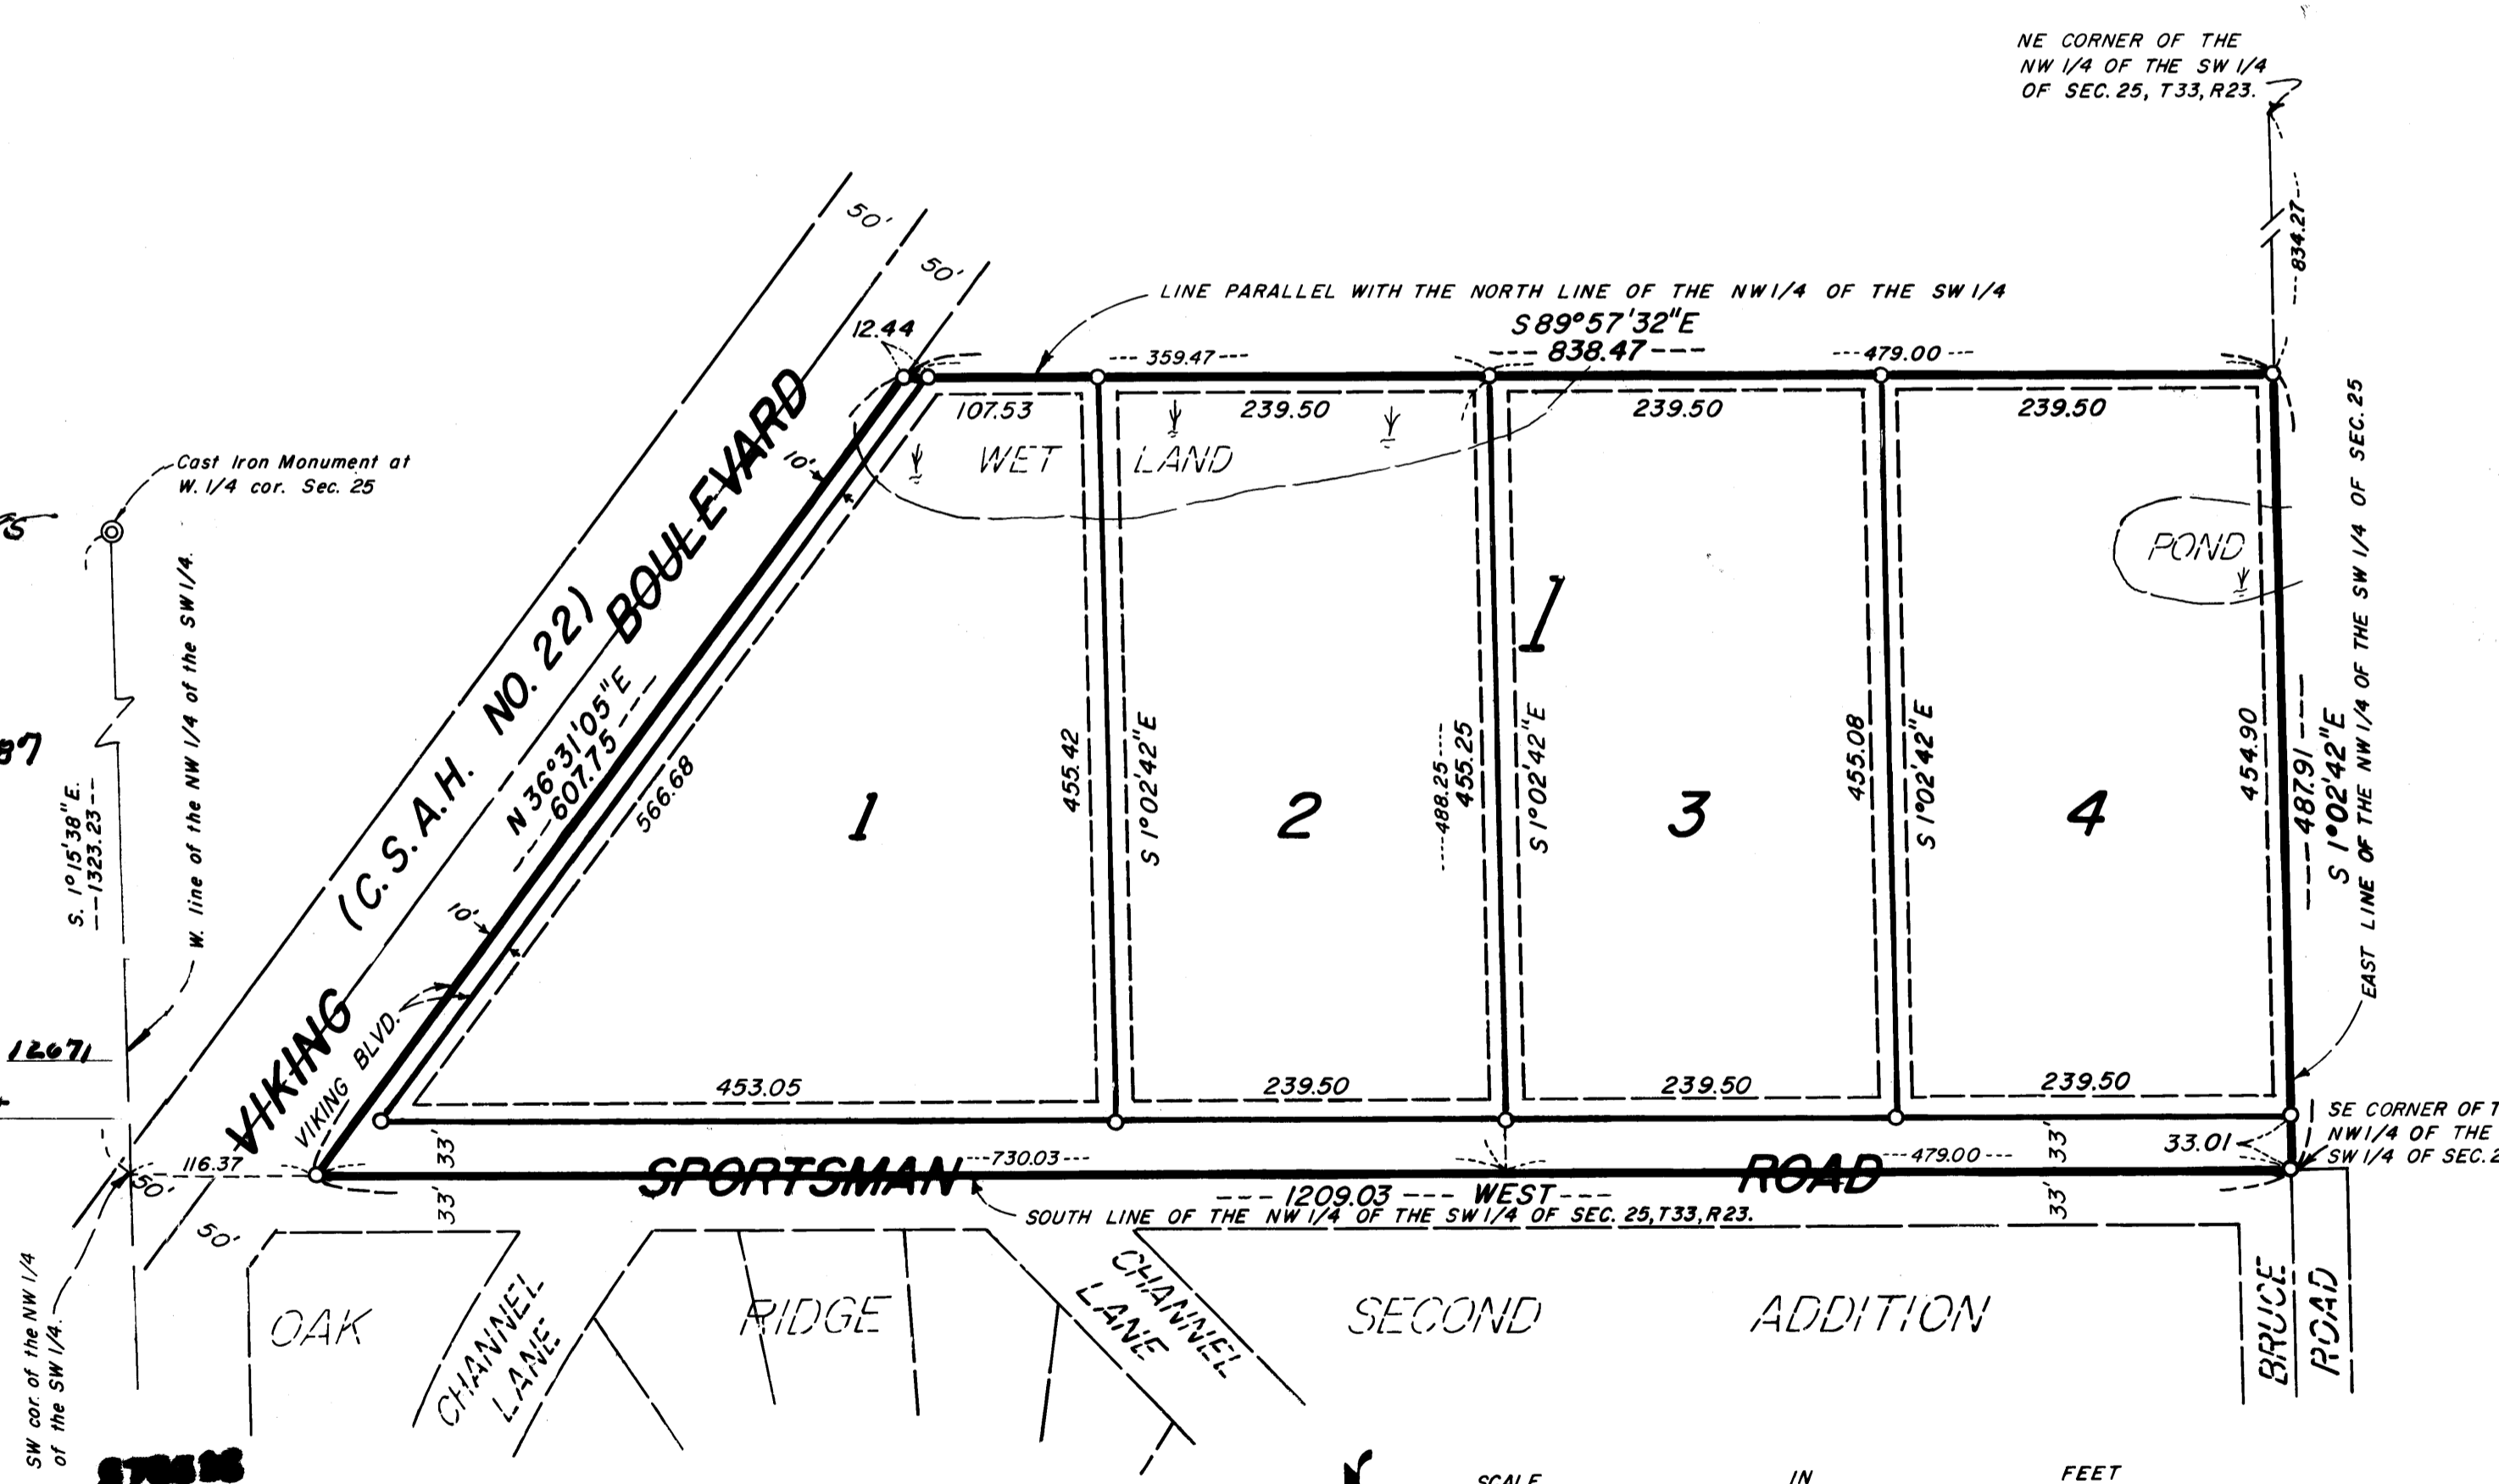 NE CORNER OF THE
NW 1/4 OF THE SW 1/4
OF SEC. 25, T33, R23.
50'
50'
834.27
LINE PARALLEL WITH THE NORTH LINE OF THE NW 1/4 OF THE SW 1/4
S 89°57'32"E
12.44
--- 359.47 ---
--- 838.47 ---
--- 479.00 ---
107.53
239.50
239.50
239.50
WET LAND
10'
Cast Iron Monument at
W. 1/4 cor. Sec. 25
POND
1
VIKING BOULEVARD
(C.S.A.H. NO. 22)
N 36°31'05"E
607.75
566.68
10'
W. line of the NW 1/4 of the SW 1/4.
S. 1°15'38"E.
--1323.23--
1
455.42
S 1°02'42"E
2
---488.25---
455.25
S 1°02'42"E
3
455.08
S 1°02'42"E
4
454.90
---487.91---
S 1°02'42"E
EAST LINE OF THE NW 1/4 OF THE SW 1/4 OF SEC. 25
12671
VIKING BLVD.
453.05
239.50
239.50
239.50
SE CORNER OF
NW 1/4 OF THE
SW 1/4 OF SEC.
33.01
116.37
33'
33'
33'
33'
SPORTSMAN ROAD
---730.03---
---479.00---
--- 1209.03 --- WEST ---
SOUTH LINE OF THE NW 1/4 OF THE SW 1/4 OF SEC. 25, T33, R23.
50'
50'
SW cor. of the NW 1/4
of the SW 1/4.
OAK RIDGE SECOND ADDITION
CHANNEL
LANE
CHANNEL
LANE
BRUCE
ROAD
SCALE IN FEET